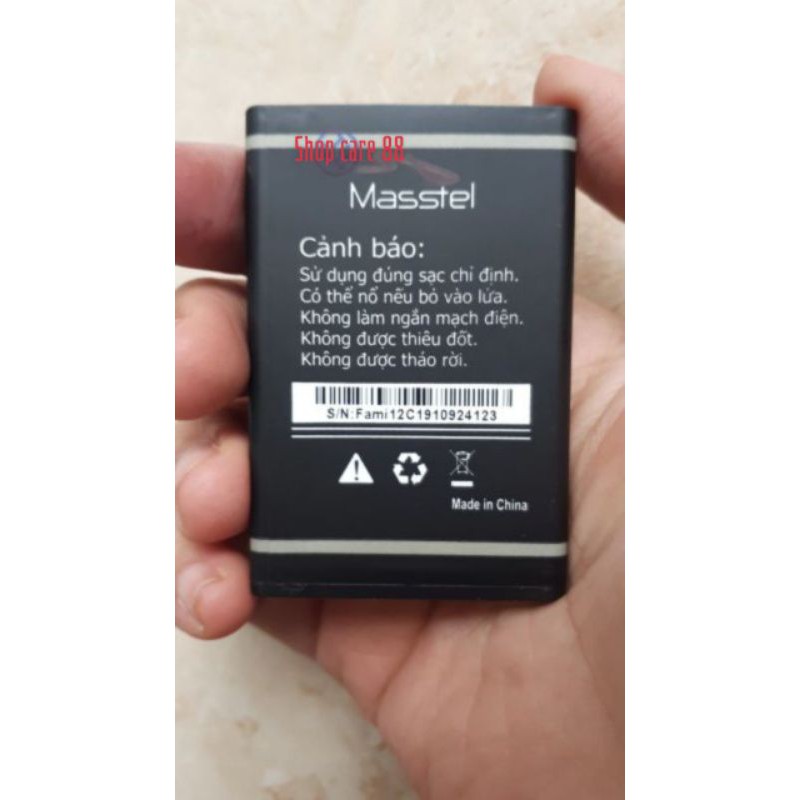 Shop care 88
Masstel
Cảnh báo:
Sử dụng đúng sạc chỉ định.
Có thể nổ nếu bỏ vào lửa.
Không làm ngắn mạch điện.
Không được thiêu đốt.
Không được tháo rời.
S/N:Fami12C1910924123
Made in China